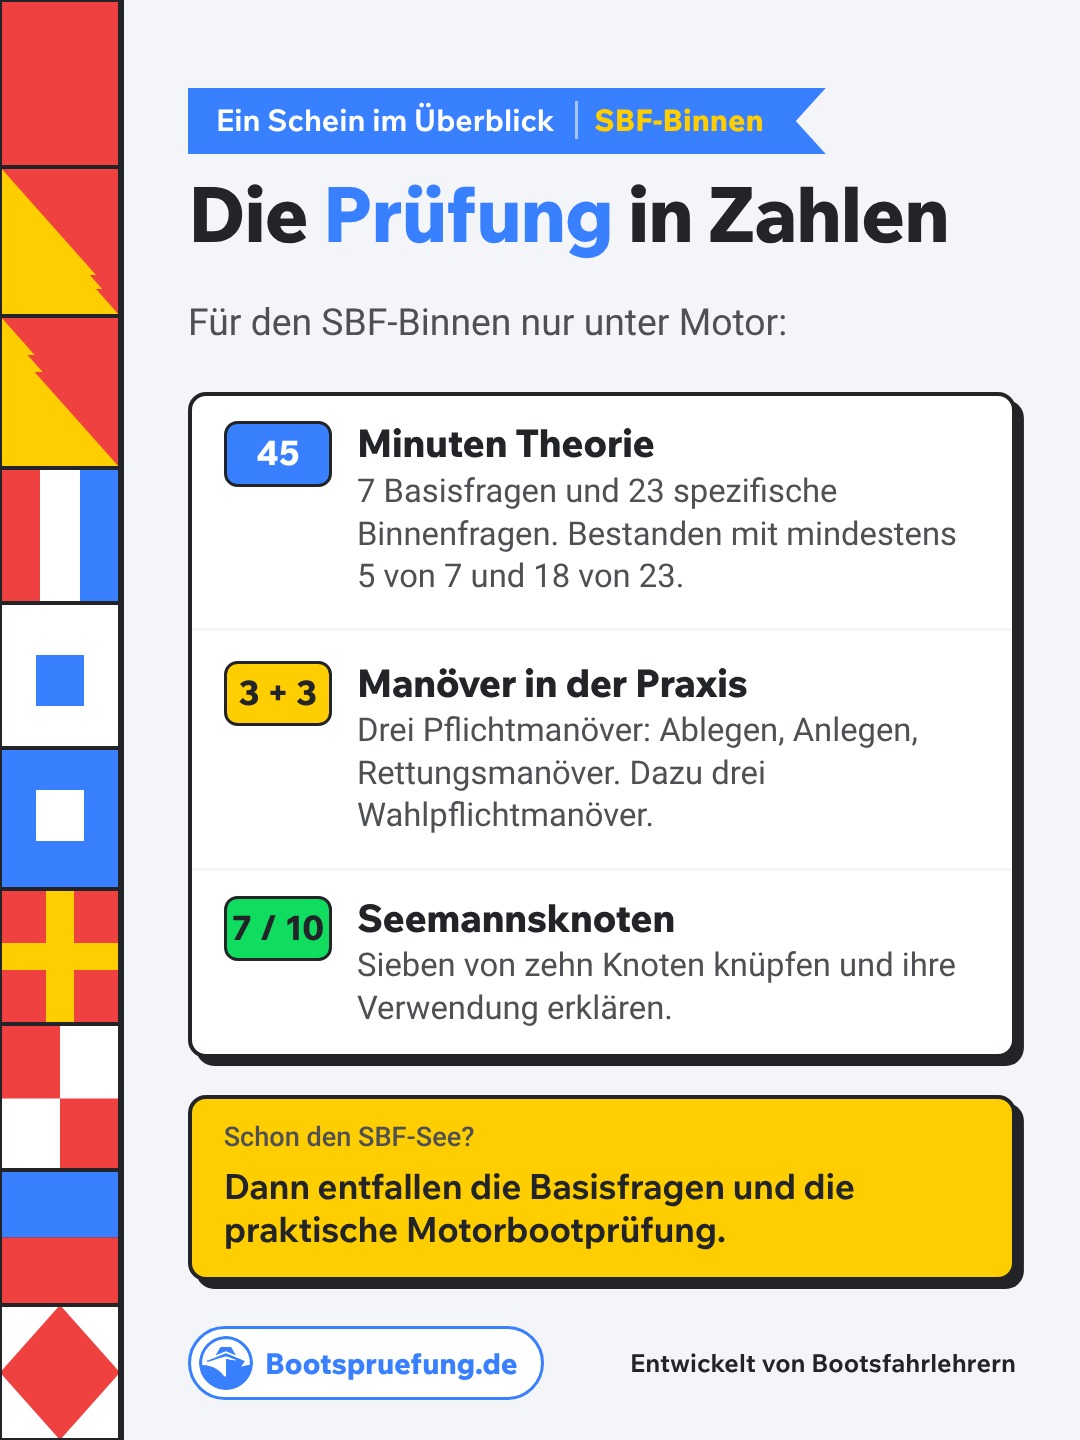 Ein Schein im Überblick | SBF-Binnen
Die Prüfung in Zahlen
Für den SBF-Binnen nur unter Motor:
45
Minuten Theorie
7 Basisfragen und 23 spezifische
Binnenfragen. Bestanden mit mindestens
5 von 7 und 18 von 23.
3 + 3
Manöver in der Praxis
Drei Pflichtmanöver: Ablegen, Anlegen,
Rettungsmanöver. Dazu drei
Wahlpflichtmanöver.
7 / 10
Seemannsknoten
Sieben von zehn Knoten knüpfen und ihre
Verwendung erklären.
Schon den SBF-See?
Dann entfallen die Basisfragen und die
praktische Motorbootprüfung.
Bootspruefung.de
Entwickelt von Bootsfahrlehrern